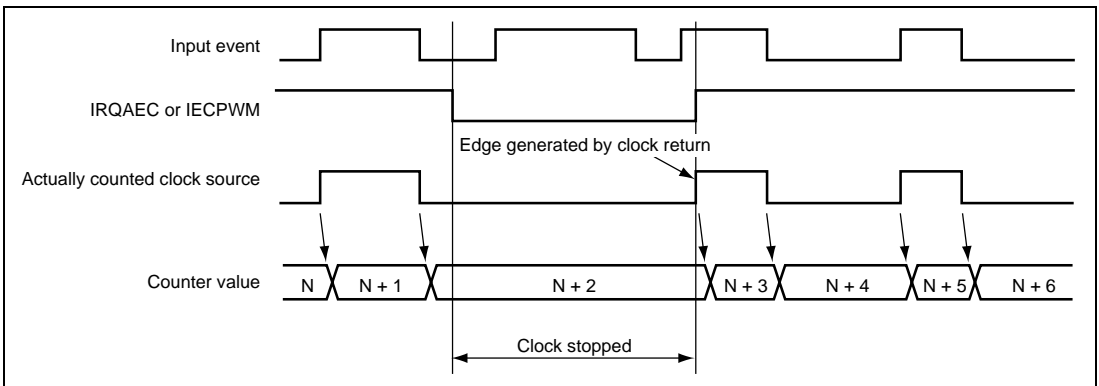 Input event
IRQAEC or IECPWM
Edge generated by clock return
Actually counted clock source
Counter value N N + 1 N + 2 N + 3 N + 4 N + 5 N + 6
Clock stopped